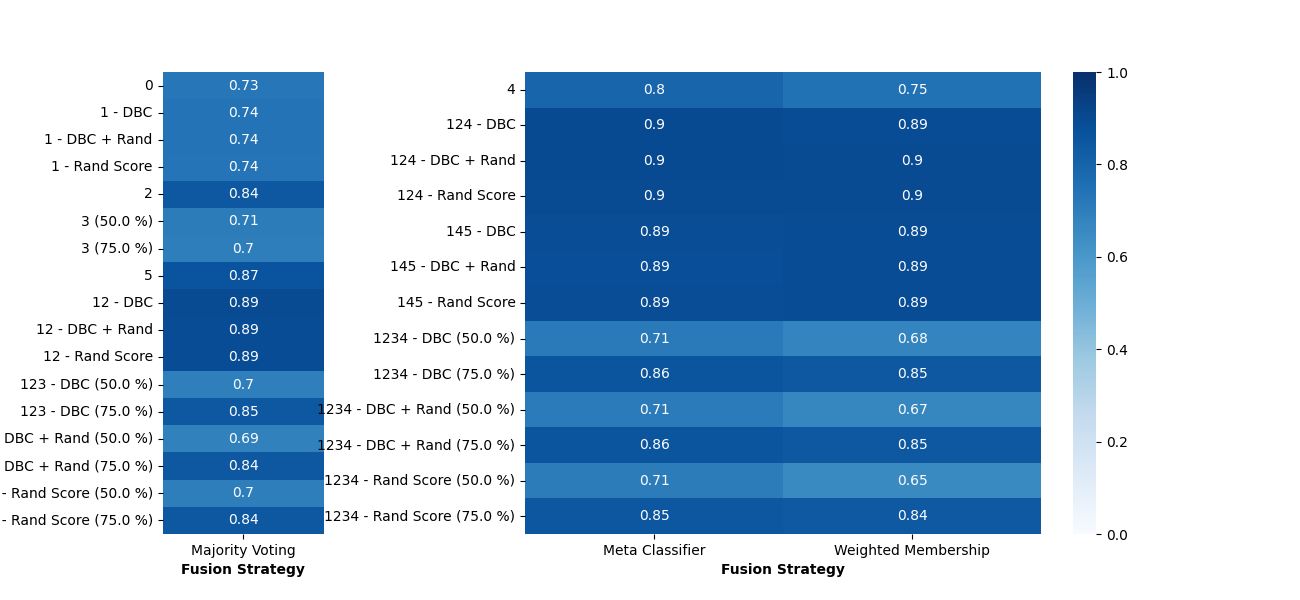 0 0.73
1 - DBC 0.74
1 - DBC + Rand 0.74
1 - Rand Score 0.74
2 0.84
3 (50.0 %) 0.71
3 (75.0 %) 0.7
5 0.87
12 - DBC 0.89
12 - DBC + Rand 0.89
12 - Rand Score 0.89
123 - DBC (50.0 %) 0.7
123 - DBC (75.0 %) 0.85
DBC + Rand (50.0 %) 0.69
DBC + Rand (75.0 %) 0.84
- Rand Score (50.0 %) 0.7
- Rand Score (75.0 %) 0.84
Majority Voting
Fusion Strategy
4 0.8 0.75
124 - DBC 0.9 0.89
124 - DBC + Rand 0.9 0.9
124 - Rand Score 0.9 0.9
145 - DBC 0.89 0.89
145 - DBC + Rand 0.89 0.89
145 - Rand Score 0.89 0.89
1234 - DBC (50.0 %) 0.71 0.68
1234 - DBC (75.0 %) 0.86 0.85
1234 - DBC + Rand (50.0 %) 0.71 0.67
1234 - DBC + Rand (75.0 %) 0.86 0.85
1234 - Rand Score (50.0 %) 0.71 0.65
1234 - Rand Score (75.0 %) 0.85 0.84
Meta Classifier Weighted Membership
Fusion Strategy
1.0
0.8
0.6
0.4
0.2
0.0